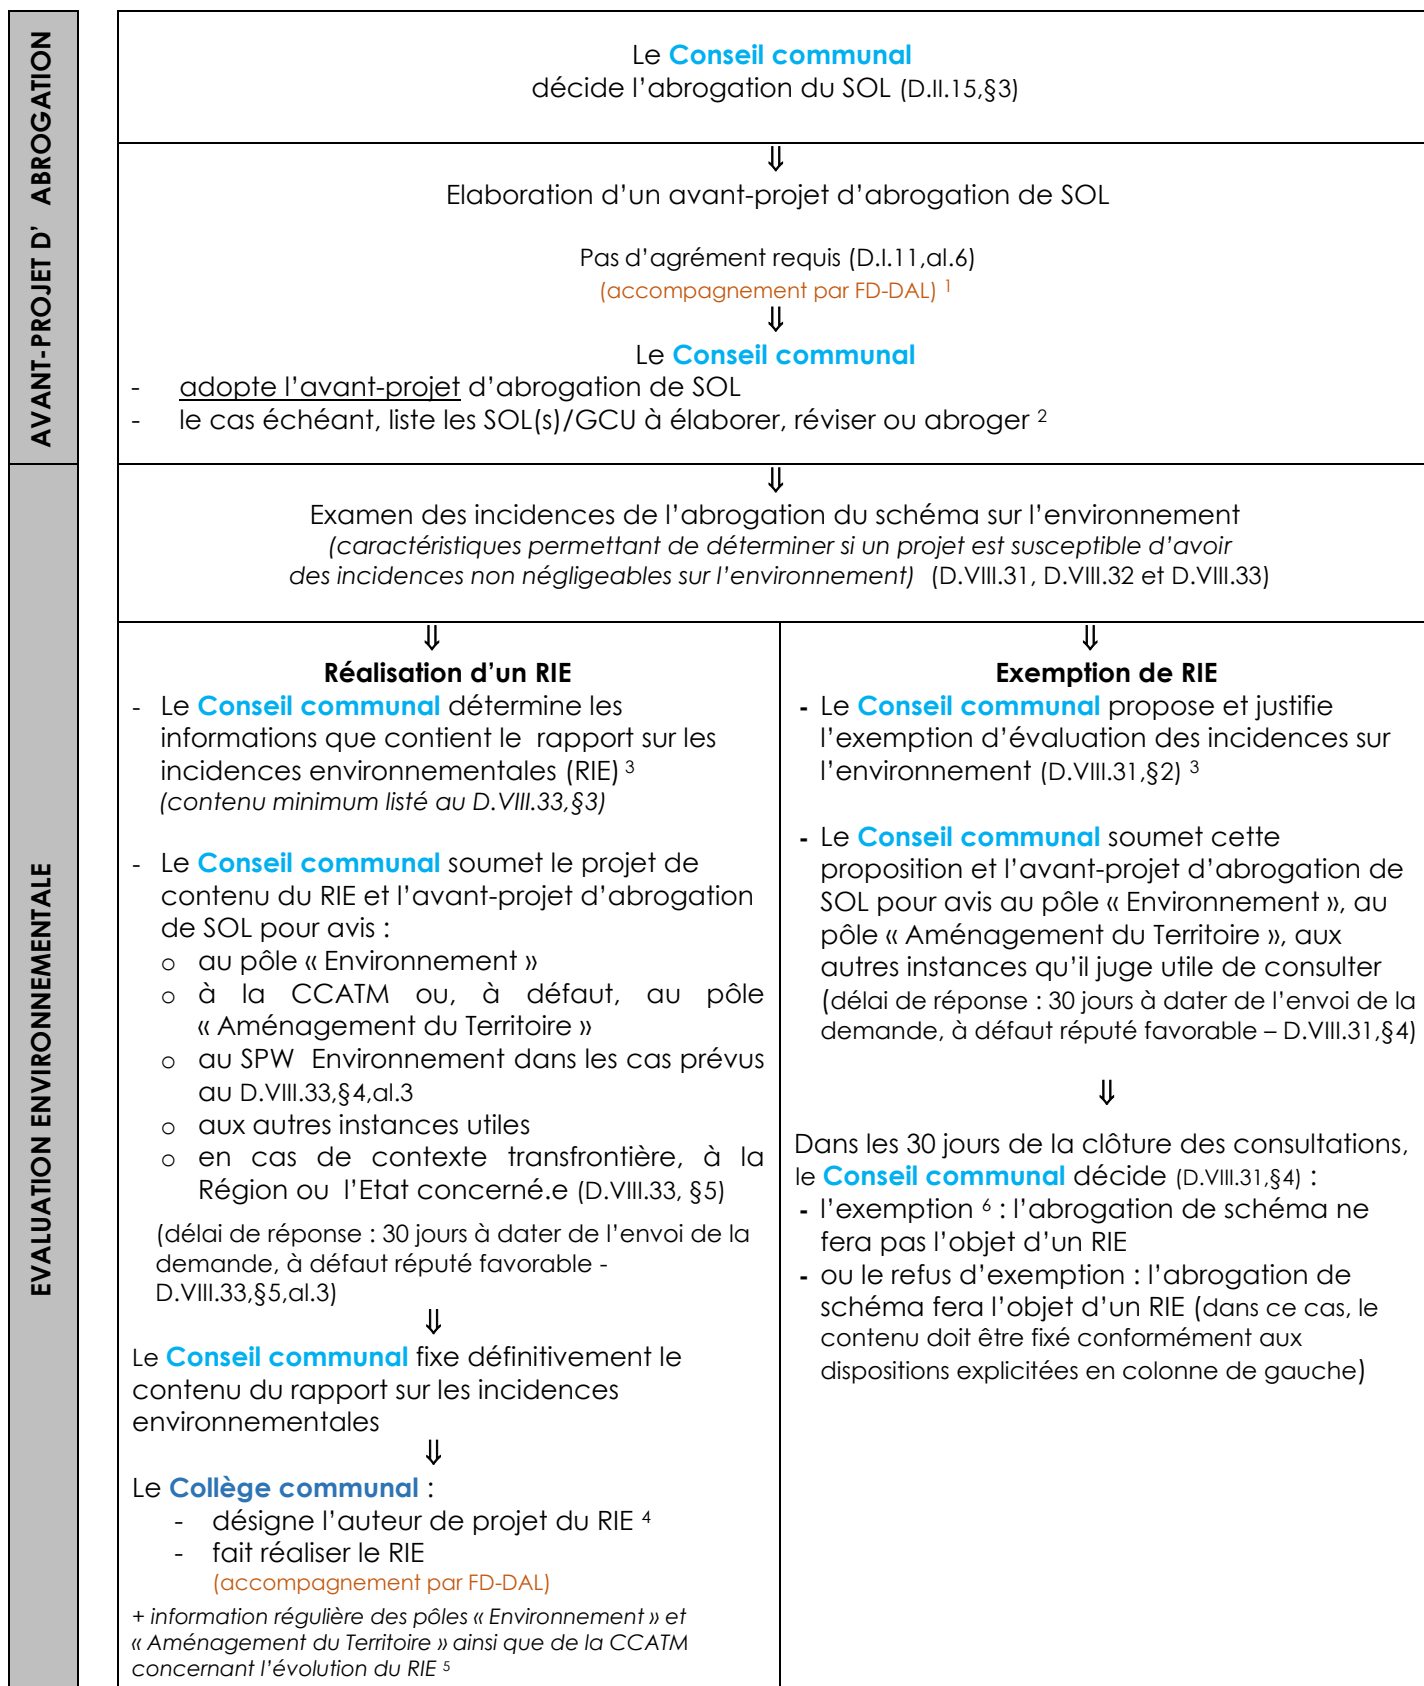 AVANT-PROJET D’ ABROGATION
Le Conseil communal
décide l’abrogation du SOL (D.II.15,§3)
⇓
Elaboration d’un avant-projet d’abrogation de SOL
Pas d’agrément requis (D.I.11,al.6)
(accompagnement par FD-DAL) 1
⇓
Le Conseil communal
- adopte l’avant-projet d’abrogation de SOL
- le cas échéant, liste les SOL(s)/GCU à élaborer, réviser ou abroger 2
EVALUATION ENVIRONNEMENTALE
⇓
Examen des incidences de l’abrogation du schéma sur l’environnement
(caractéristiques permettant de déterminer si un projet est susceptible d’avoir
des incidences non négligeables sur l’environnement) (D.VIII.31, D.VIII.32 et D.VIII.33)
⇓
Réalisation d’un RIE
- Le Conseil communal détermine les
informations que contient le rapport sur les
incidences environnementales (RIE) 3
(contenu minimum listé au D.VIII.33,§3)
- Le Conseil communal soumet le projet de
contenu du RIE et l’avant-projet d’abrogation
de SOL pour avis :
o au pôle « Environnement »
o à la CCATM ou, à défaut, au pôle
« Aménagement du Territoire »
o au SPW Environnement dans les cas prévus
au D.VIII.33,§4,al.3
o aux autres instances utiles
o en cas de contexte transfrontière, à la
Région ou l’Etat concerné.e (D.VIII.33, §5)
(délai de réponse : 30 jours à dater de l’envoi de la
demande, à défaut réputé favorable -
D.VIII.33,§5,al.3)
⇓
Le Conseil communal fixe définitivement le
contenu du rapport sur les incidences
environnementales
⇓
Le Collège communal :
- désigne l’auteur de projet du RIE 4
- fait réaliser le RIE
(accompagnement par FD-DAL)
+ information régulière des pôles « Environnement » et
« Aménagement du Territoire » ainsi que de la CCATM
concernant l’évolution du RIE 5
⇓
Exemption de RIE
- Le Conseil communal propose et justifie
l’exemption d’évaluation des incidences sur
l’environnement (D.VIII.31,§2) 3
- Le Conseil communal soumet cette
proposition et l’avant-projet d’abrogation de
SOL pour avis au pôle « Environnement », au
pôle « Aménagement du Territoire », aux
autres instances qu’il juge utile de consulter
(délai de réponse : 30 jours à dater de l’envoi de la
demande, à défaut réputé favorable – D.VIII.31,§4)
⇓
Dans les 30 jours de la clôture des consultations,
le Conseil communal décide (D.VIII.31,§4) :
- l’exemption 6 : l’abrogation de schéma ne
fera pas l’objet d’un RIE
- ou le refus d’exemption : l’abrogation de
schéma fera l’objet d’un RIE (dans ce cas, le
contenu doit être fixé conformément aux
dispositions explicitées en colonne de gauche)